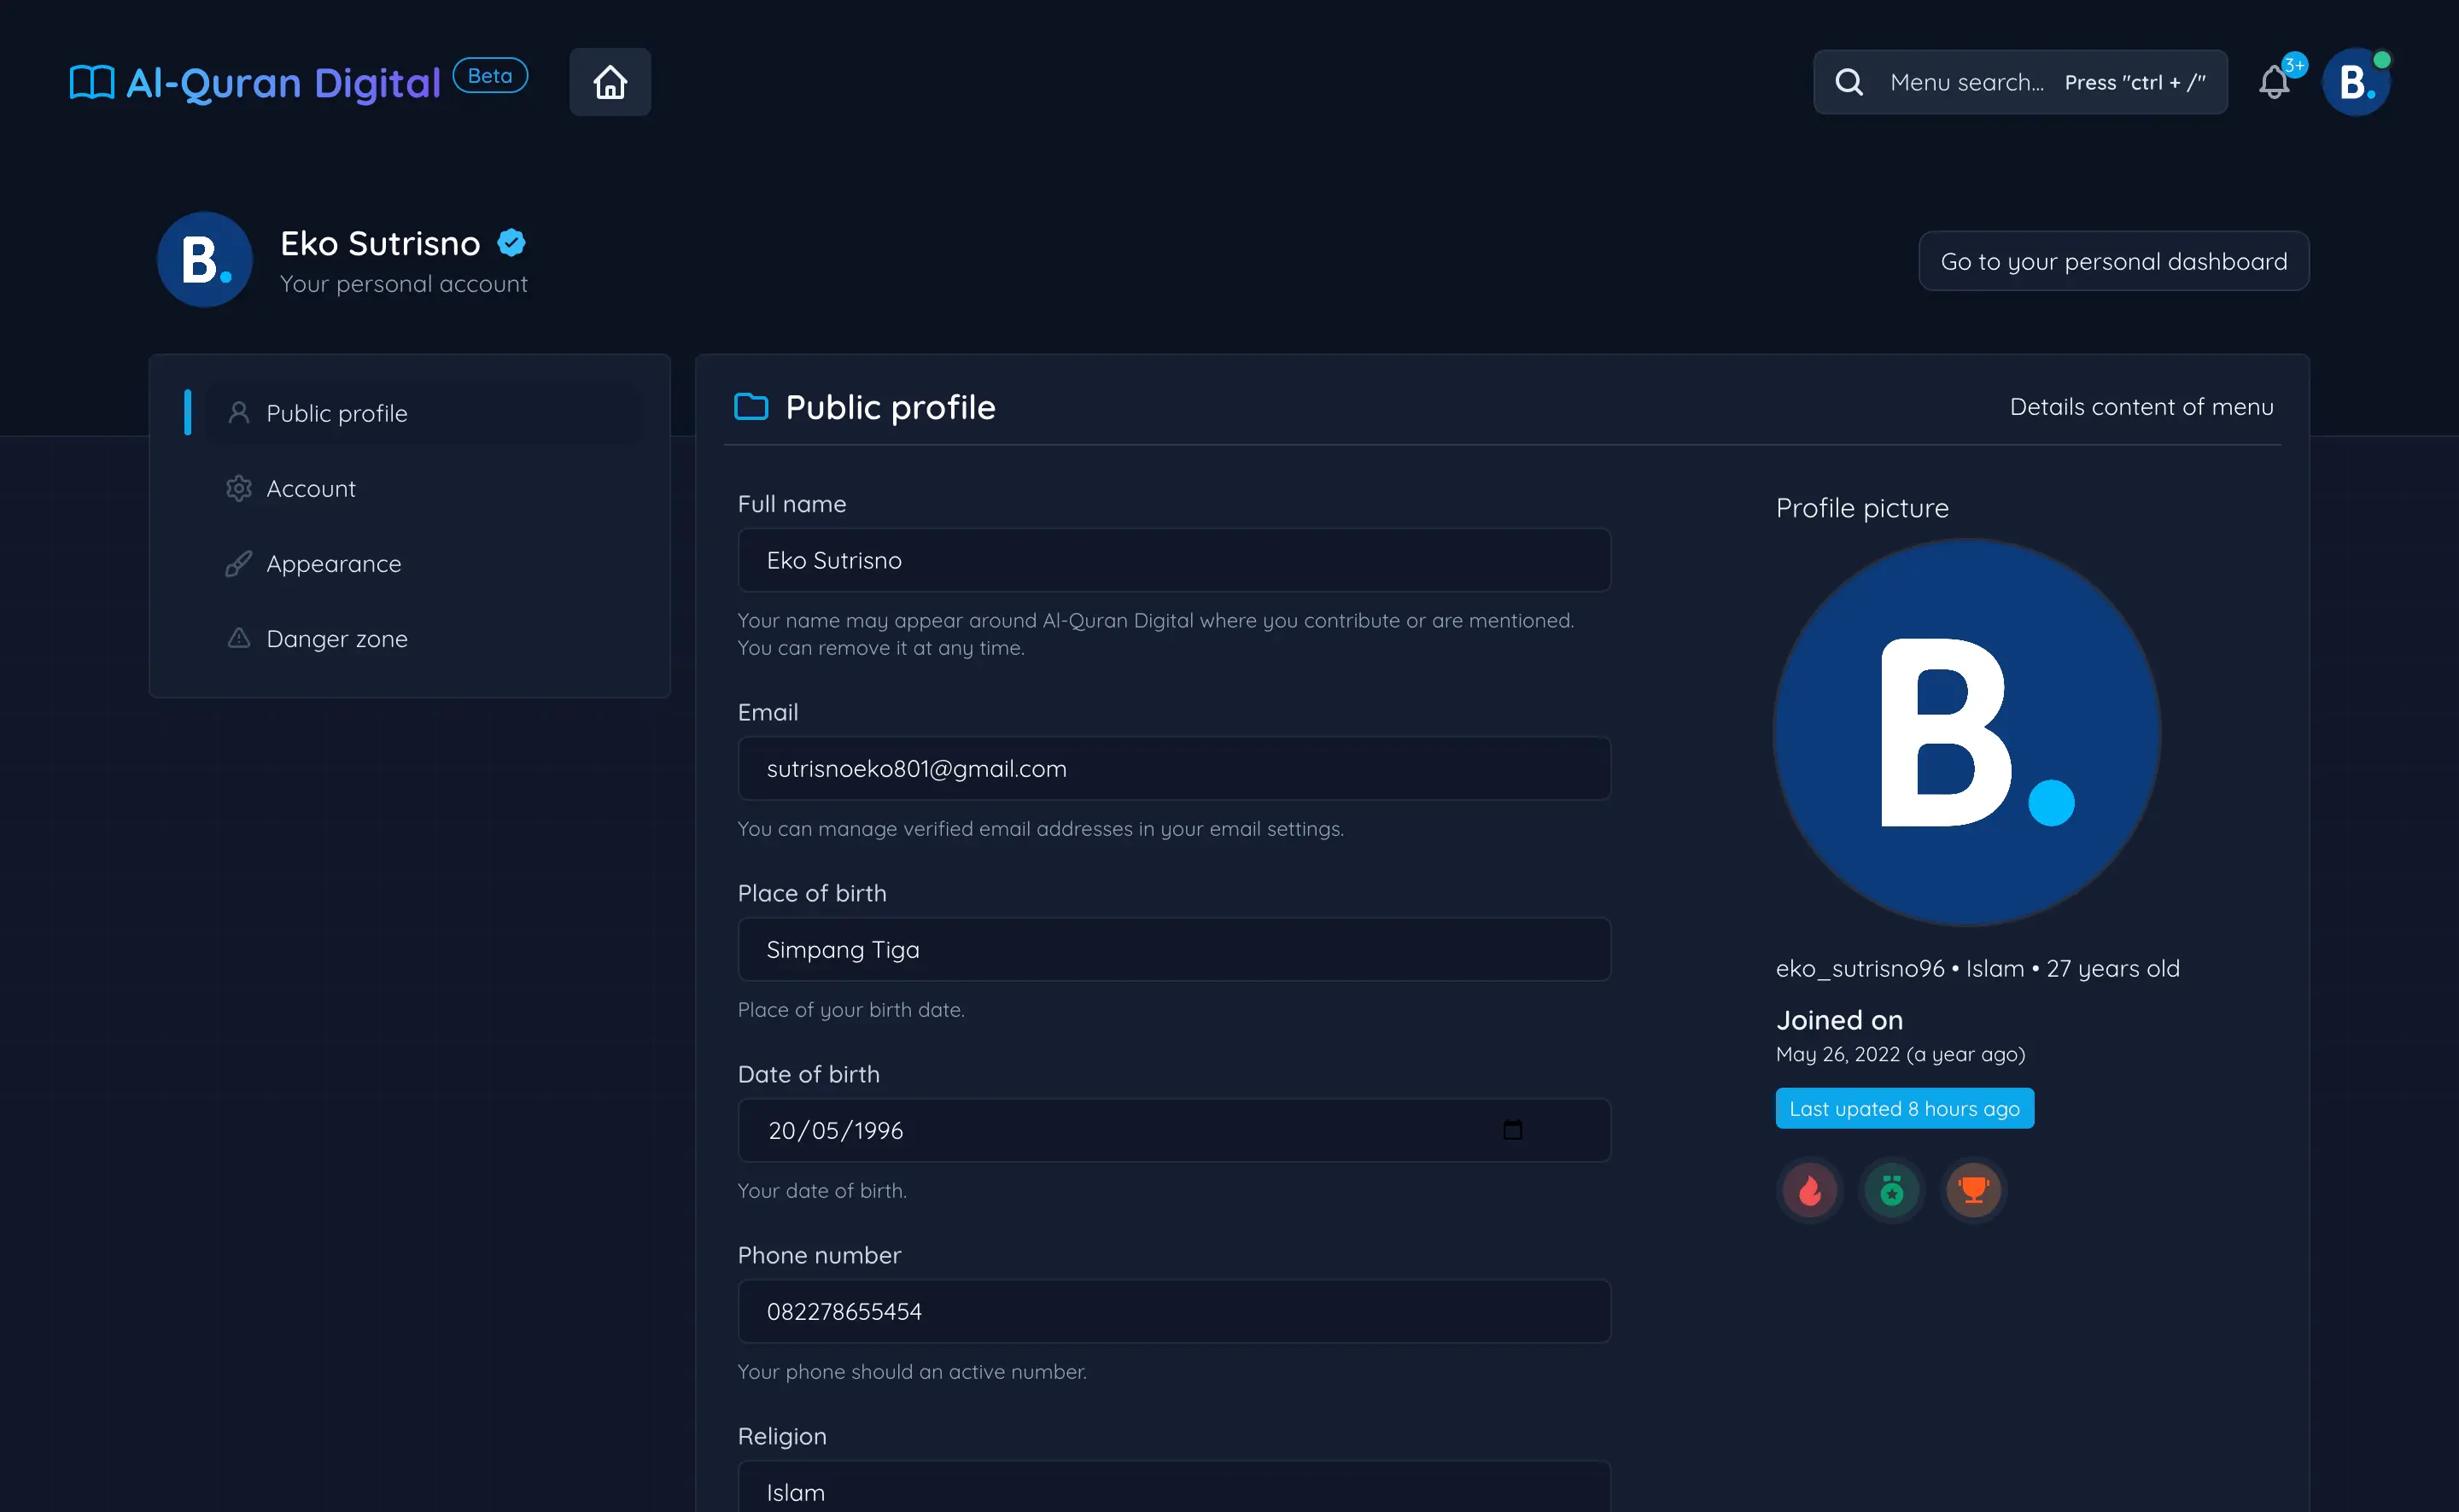 Al-Quran Digital Beta
Menu search... Press "ctrl + /"
3+
B.
B.
Eko Sutrisno
Your personal account
Go to your personal dashboard
Public profile
Account
Appearance
Danger zone
Public profile
Details content of menu
Full name
Eko Sutrisno
Your name may appear around Al-Quran Digital where you contribute or are mentioned.
You can remove it at any time.
Email
sutrisnoeko801@gmail.com
You can manage verified email addresses in your email settings.
Place of birth
Simpang Tiga
Place of your birth date.
Date of birth
20/05/1996
Your date of birth.
Phone number
082278655454
Your phone should an active number.
Religion
Islam
Profile picture
B.
eko_sutrisno96 • Islam • 27 years old
Joined on
May 26, 2022 (a year ago)
Last upated 8 hours ago